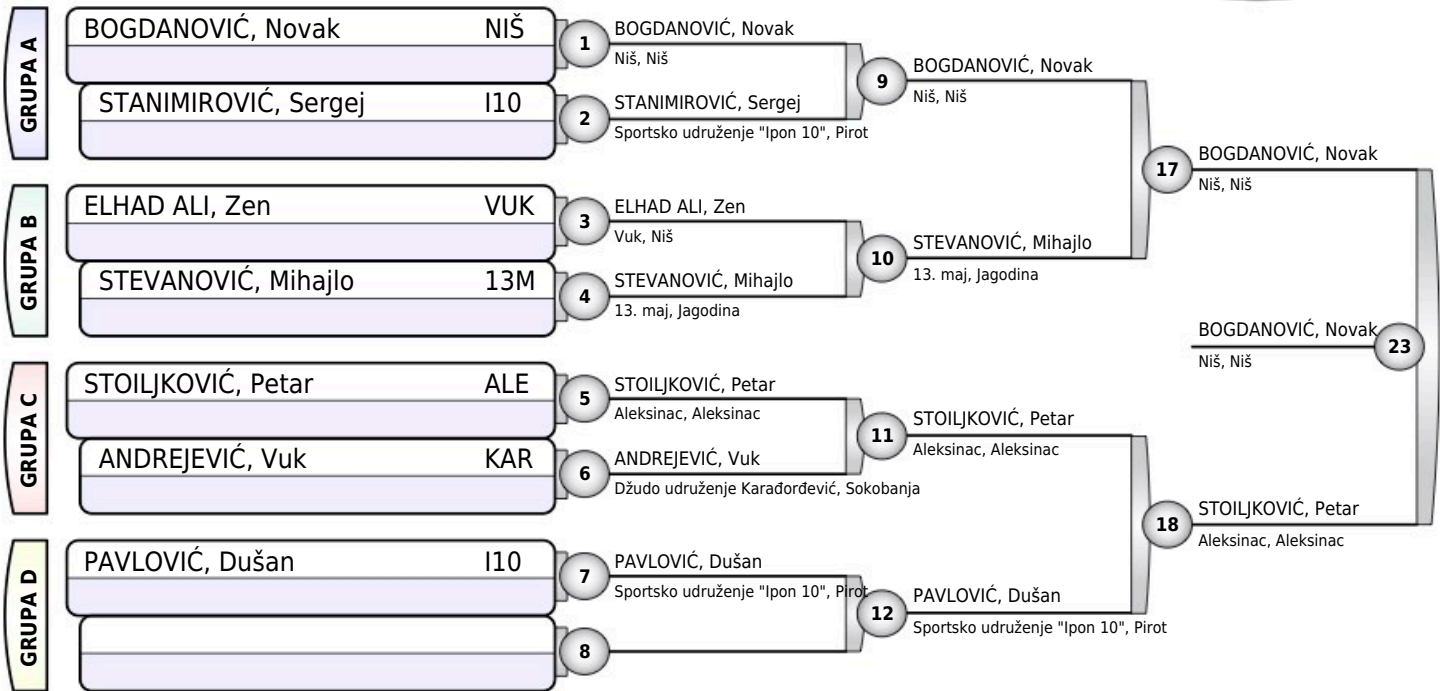 GRUPA A
BOGDANOVIĆ, Novak NIŠ
STANIMIROVIĆ, Sergej I10
1
BOGDANOVIĆ, Novak
Niš, Niš
2
STANIMIROVIĆ, Sergej
Sportsko udruženje "Ipon 10", Pirot
9
BOGDANOVIĆ, Novak
Niš, Niš
GRUPA B
ELHAD ALI, Zen VUK
STEVANOVIĆ, Mihajlo 13M
3
ELHAD ALI, Zen
Vuk, Niš
4
STEVANOVIĆ, Mihajlo
13. maj, Jagodina
10
STEVANOVIĆ, Mihajlo
13. maj, Jagodina
17
BOGDANOVIĆ, Novak
Niš, Niš
GRUPA C
STOILJKOVIĆ, Petar ALE
ANDREJEVIĆ, Vuk KAR
5
STOILJKOVIĆ, Petar
Aleksinac, Aleksinac
6
ANDREJEVIĆ, Vuk
Džudo udruženje Karađorđević, Sokobanja
11
STOILJKOVIĆ, Petar
Aleksinac, Aleksinac
GRUPA D
PAVLOVIĆ, Dušan I10
7
PAVLOVIĆ, Dušan
Sportsko udruženje "Ipon 10", Pirot
8
12
PAVLOVIĆ, Dušan
Sportsko udruženje "Ipon 10", Pirot
18
STOILJKOVIĆ, Petar
Aleksinac, Aleksinac
BOGDANOVIĆ, Novak
Niš, Niš
23